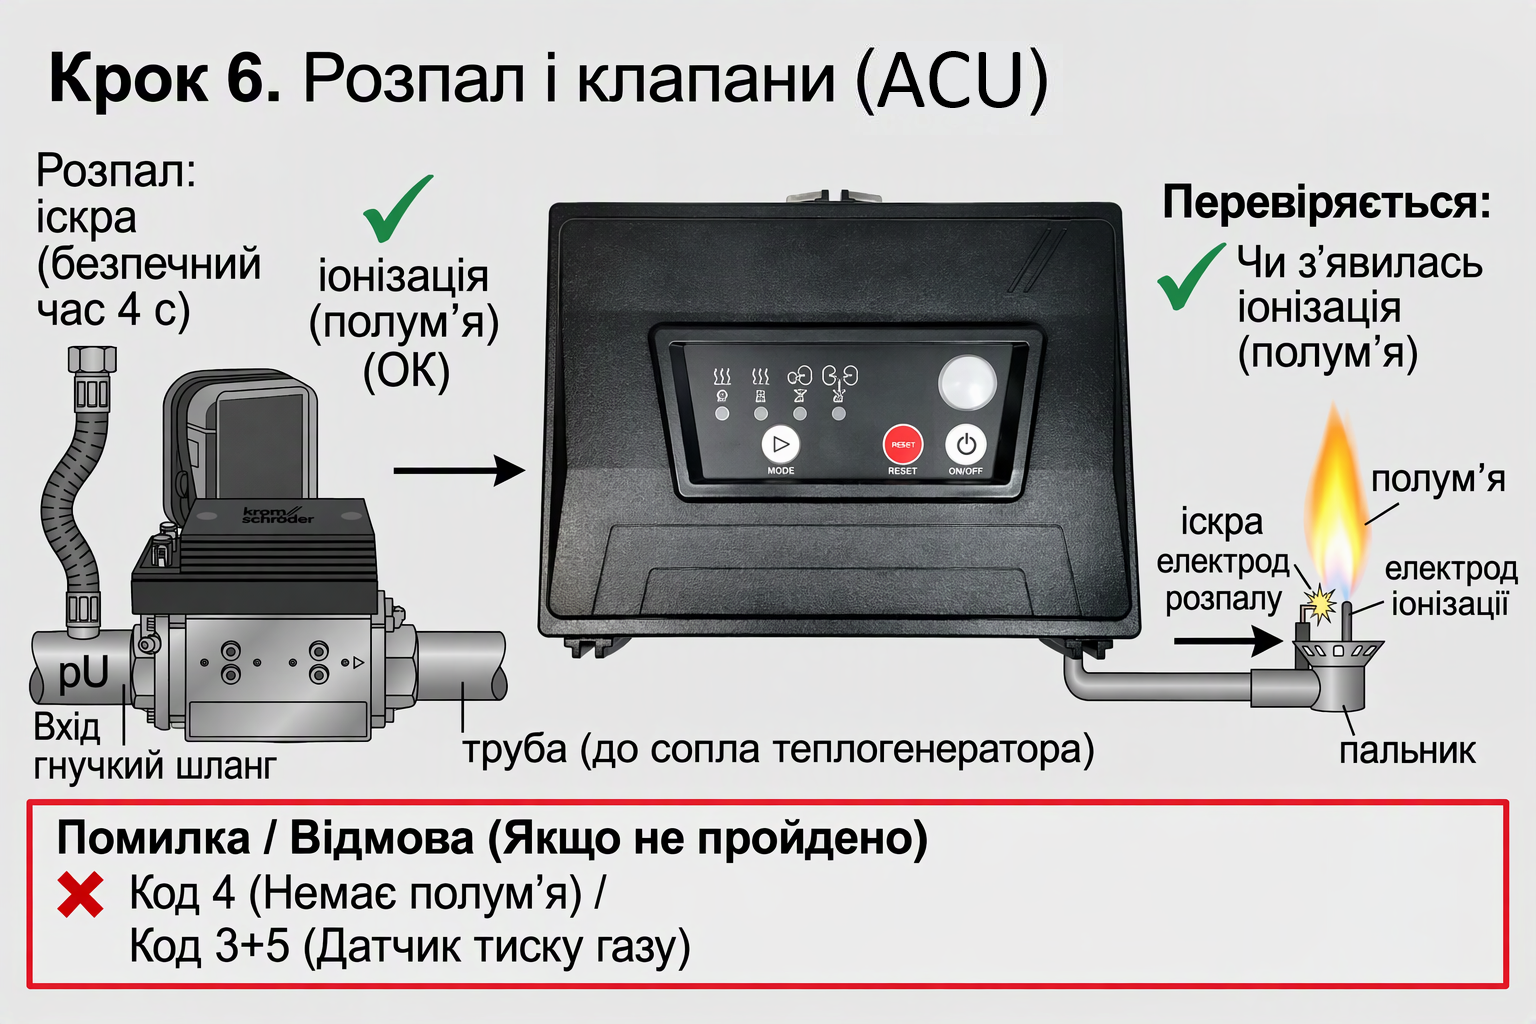 Крок 6. Розпал і клапани (ACU)
Розпал:
іскра
(безпечний
час 4 с)
іонізація
(полум’я)
(ОК)
Перевіряється:
Чи з’явилась
іонізація
(полум’я)
krom//
schroder
MODE
RESET
RESET
ON/OFF
полум’я
іскра
електрод
розпалу
електрод
іонізації
pU
Вхід
гнучкий шланг
труба (до сопла теплогенератора)
пальник
Помилка / Відмова (Якщо не пройдено)
Код 4 (Немає полум’я) /
Код 3+5 (Датчик тиску газу)